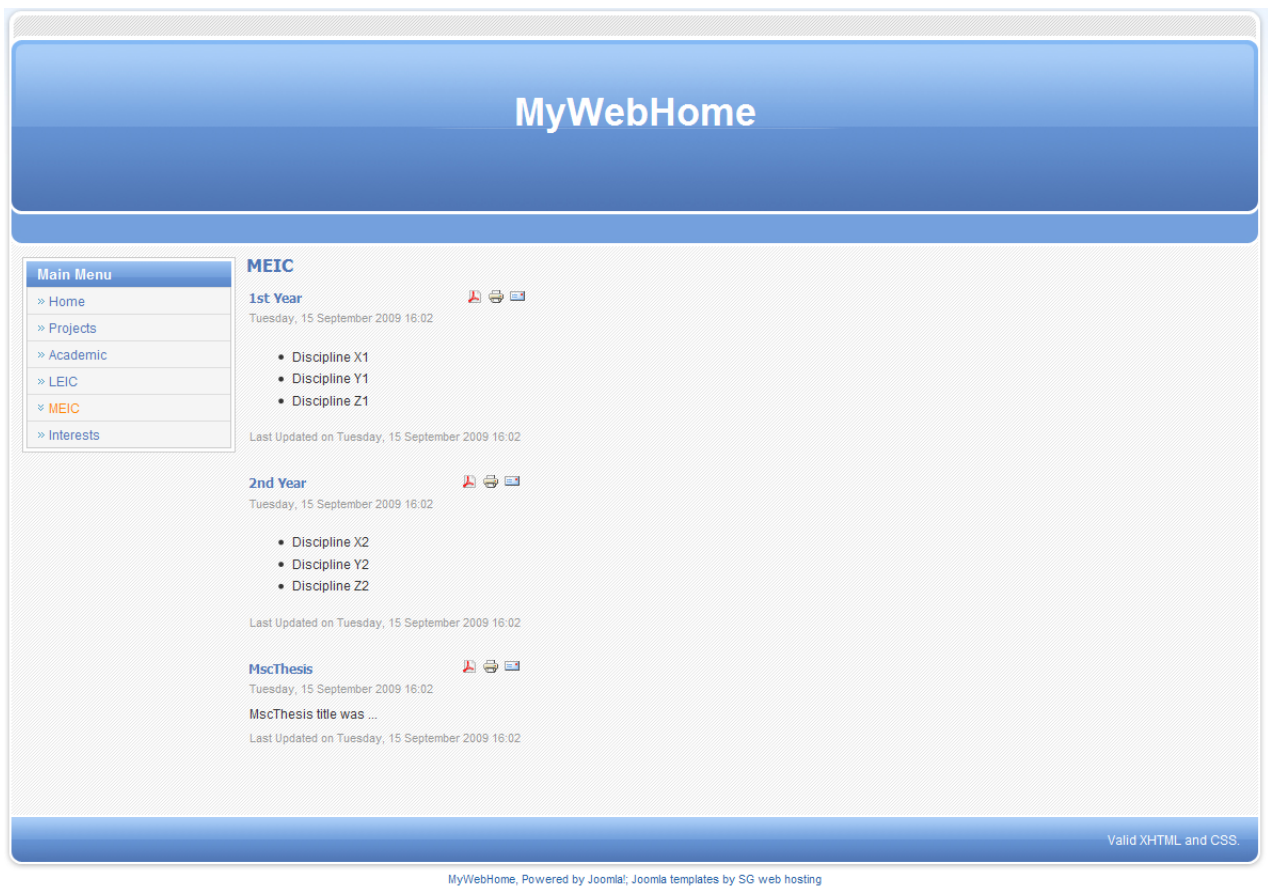 MyWebHome
Main Menu
» Home
» Projects
» Academic
» LEIC
» MEIC
» Interests
MEIC
1st Year
Tuesday, 15 September 2009 16:02
• Discipline X1
• Discipline Y1
• Discipline Z1
Last Updated on Tuesday, 15 September 2009 16:02
2nd Year
Tuesday, 15 September 2009 16:02
• Discipline X2
• Discipline Y2
• Discipline Z2
Last Updated on Tuesday, 15 September 2009 16:02
MscThesis
Tuesday, 15 September 2009 16:02
MscThesis title was ...
Last Updated on Tuesday, 15 September 2009 16:02
Valid XHTML and CSS.
MyWebHome, Powered by Joomla!; Joomla templates by SG web hosting